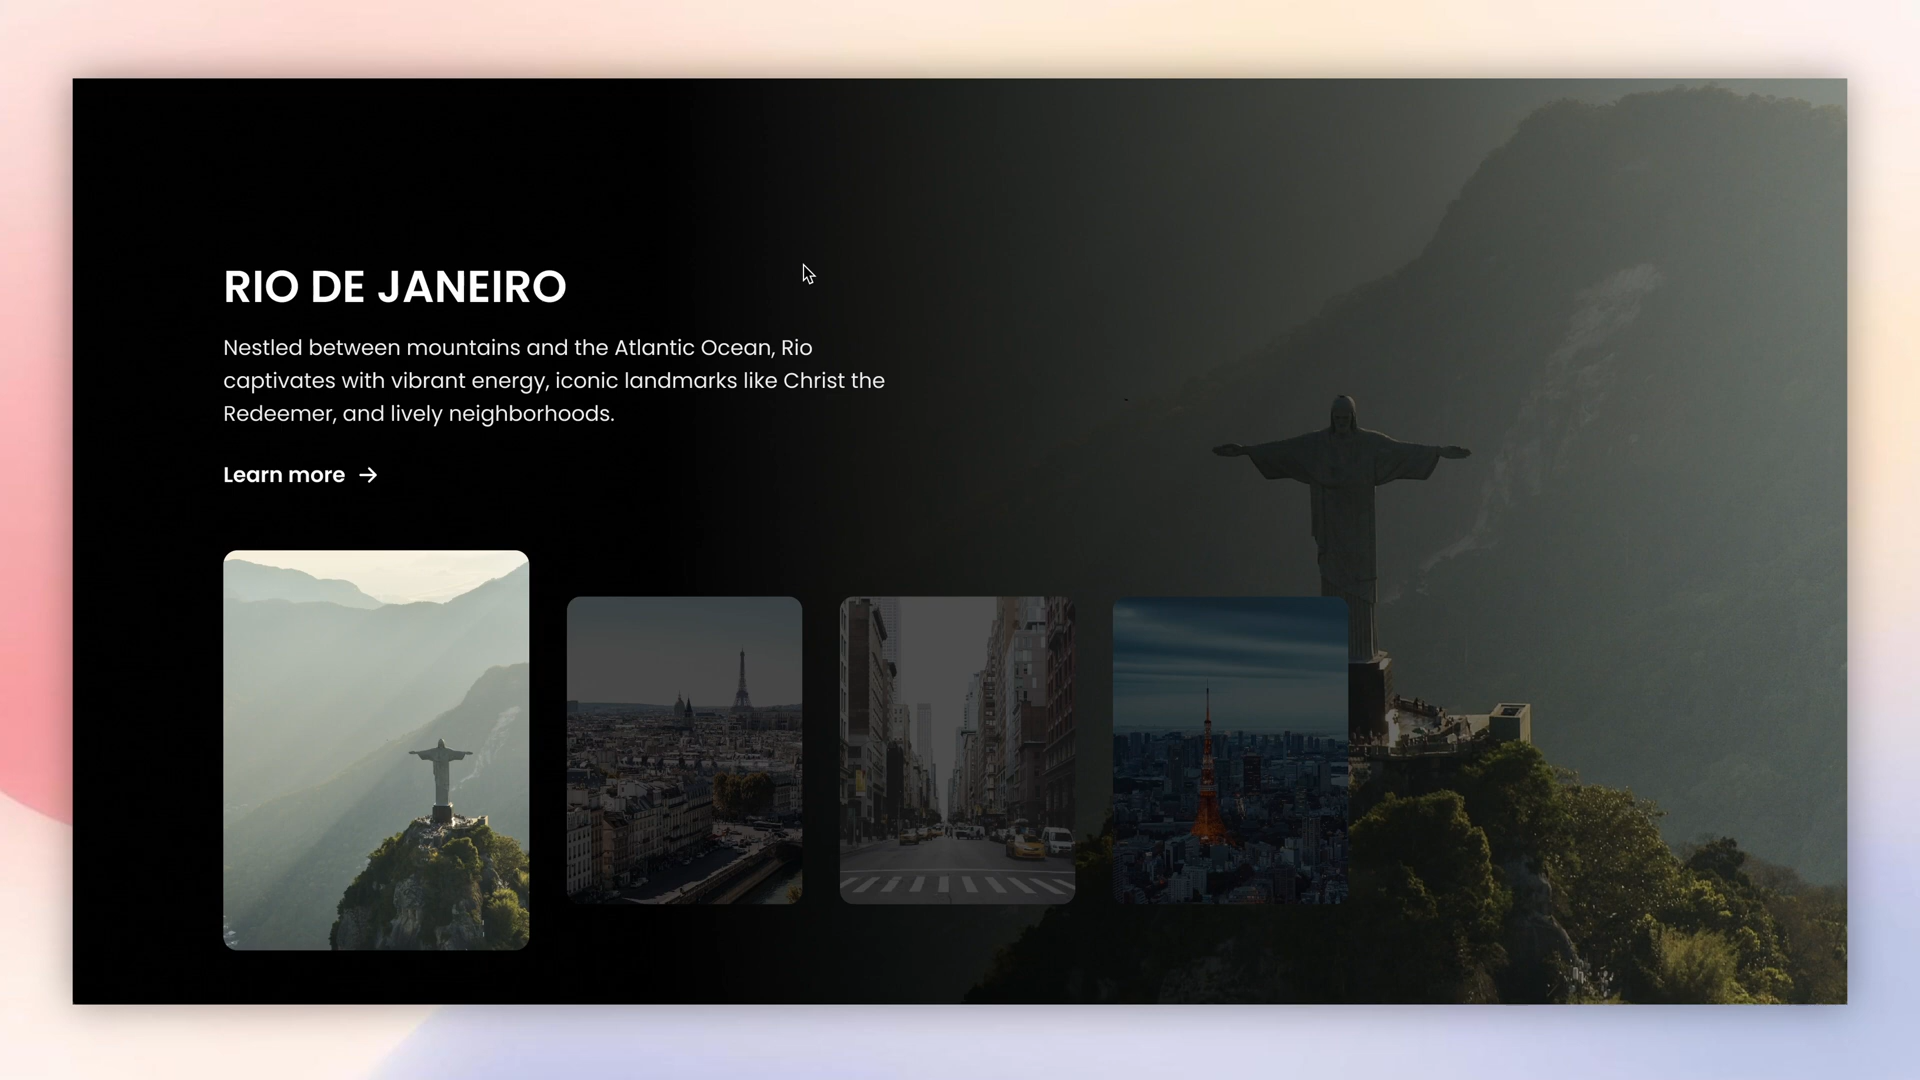 RIO DE JANEIRO
Nestled between mountains and the Atlantic Ocean, Rio
captivates with vibrant energy, iconic landmarks like Christ the
Redeemer, and lively neighborhoods.
Learn more →